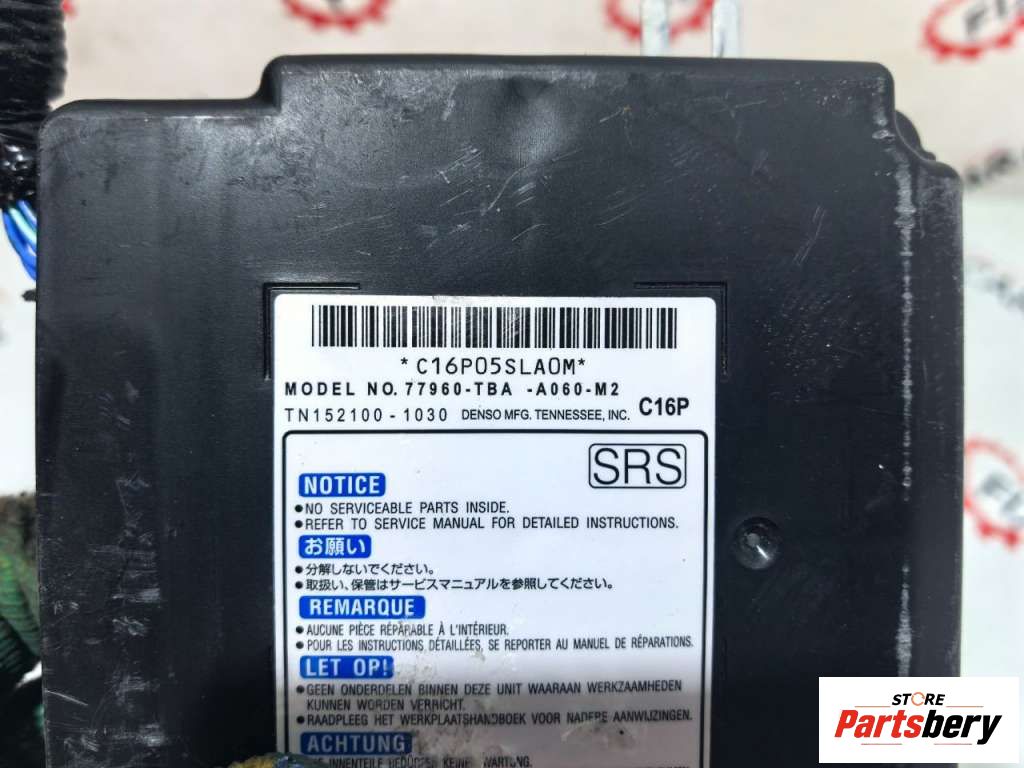 *C16P05SLA0M*
MODEL NO. 77960-TBA -A060-M2
TN152100-1030 DENSO MFG. TENNESSEE, INC. C16P
SRS
NOTICE
●NO SERVICEABLE PARTS INSIDE.
●REFER TO SERVICE MANUAL FOR DETAILED INSTRUCTIONS.
お願い
●分解しないでください。
●取扱い、保管はサービスマニュアルを参照してください。
REMARQUE
●AUCUNE PIÈCE RÉPARABLE À L'INTÉRIEUR.
●POUR LES INSTRUCTIONS DÉTAILLÉES, SE REPORTER AU MANUEL DE RÉPARATIONS.
LET OP!
●GEEN ONDERDELEN BINNEN DEZE UNIT WAARAAN WERKZAAMHEDEN
KUNNEN WORDEN VERRICHT.
●RAADPLEEG HET WERKPLAATSHANDBOEK VOOR NADERE AANWIJZINGEN.
ACHTUNG
INNENTEILE BEDÜRFEN KEINER WARTUNG.
STORE
Partsbery